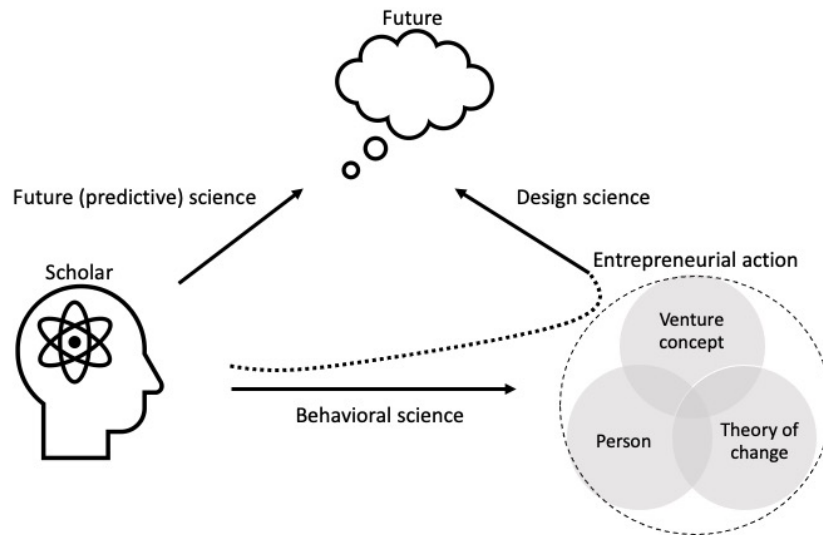 Future
Future (predictive) science
Design science
Scholar
Entrepreneurial action
Venture
concept
Behavioral science
Person
Theory of
change